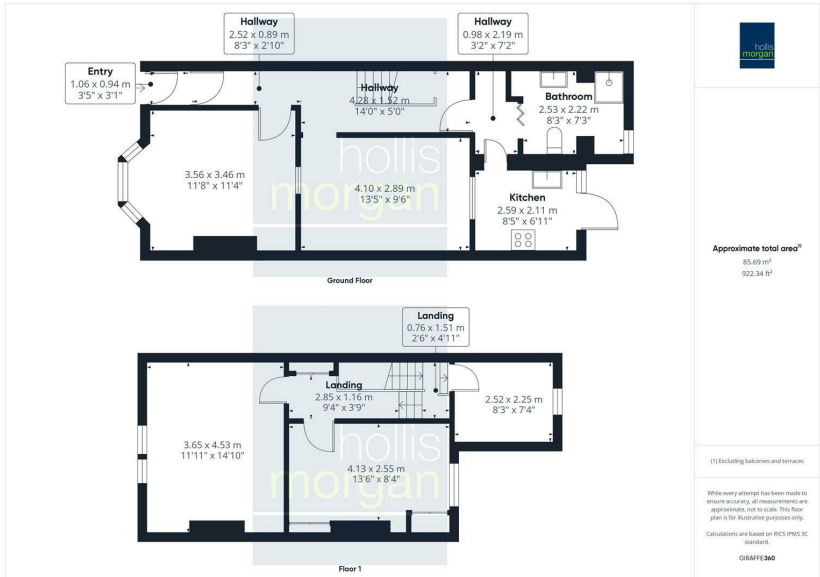 Hallway
2.52 x 0.89 m
8'3" x 2'10"
Hallway
0.98 x 2.19 m
3'2" x 7'2"
Entry
1.06 x 0.94 m
3'5" x 3'1"
Hallway
4.28 x 1.52 m
14'0" x 5'0"
Bathroom
2.53 x 2.22 m
8'3" x 7'3"
3.56 x 3.46 m
11'8" x 11'4"
hollis
morgan
4.10 x 2.89 m
13'5" x 9'6"
Kitchen
2.59 x 2.11 m
8'5" x 6'11"
Ground Floor
Landing
0.76 x 1.51 m
2'6" x 4'11"
Landing
2.85 x 1.16 m
9'4" x 3'9"
2.52 x 2.25 m
8'3" x 7'4"
3.65 x 4.53 m
11'11" x 14'10"
hollis
morgan
4.13 x 2.55 m
13'6" x 8'4"
Floor 1
hollis
morgan
Approximate total area(1)
85.69 m²
922.34 ft²
(1) Excluding balconies and terraces
While every attempt has been made to
ensure accuracy, all measurements are
approximate, not to scale. This floor
plan is for illustrative purposes only.
Calculations are based on RICS IPMS 3C
standard.
GIRAFFE360